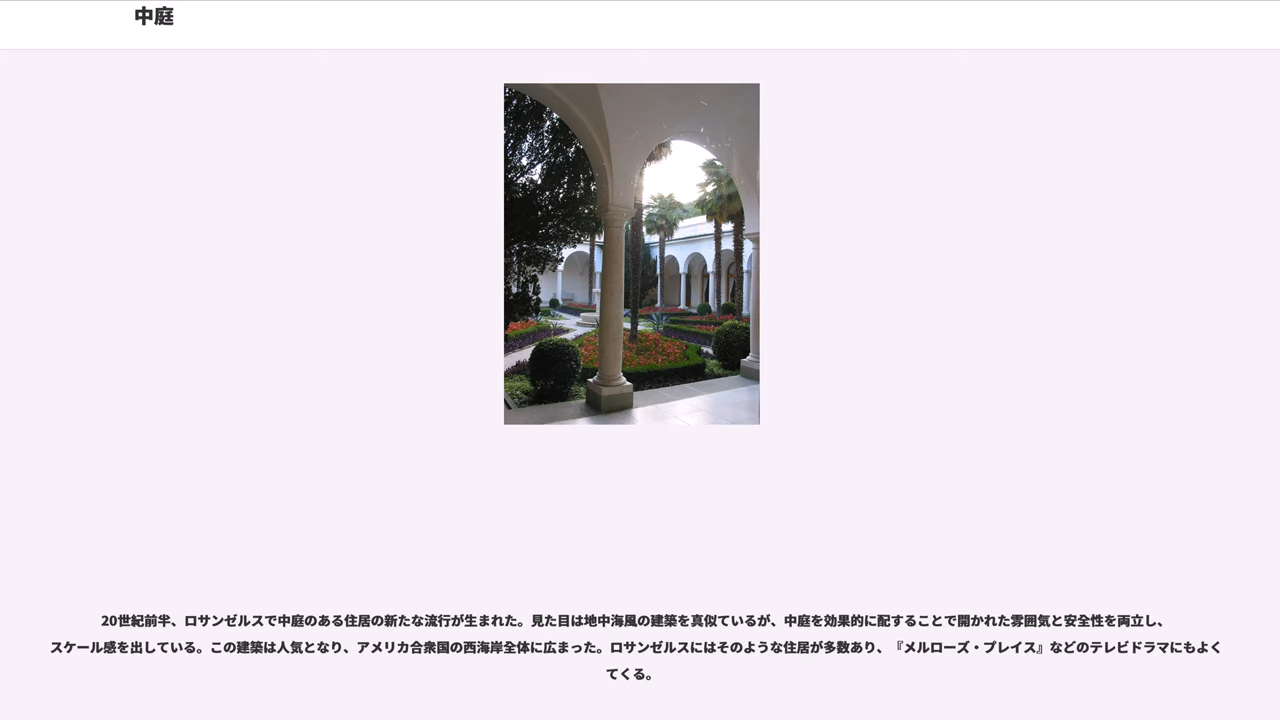 中庭
20世紀前半、ロサンゼルスで中庭のある住居の新たな流行が生まれた。見た目は地中海風の建築を真似ているが、中庭を効果的に配することで開かれた雰囲気と安全性を両立し、
スケール感を出している。この建築は人気となり、アメリカ合衆国の西海岸全体に広まった。ロサンゼルスにはそのような住居が多数あり、『メルローズ・プレイス』などのテレビドラマにもよく
てくる。